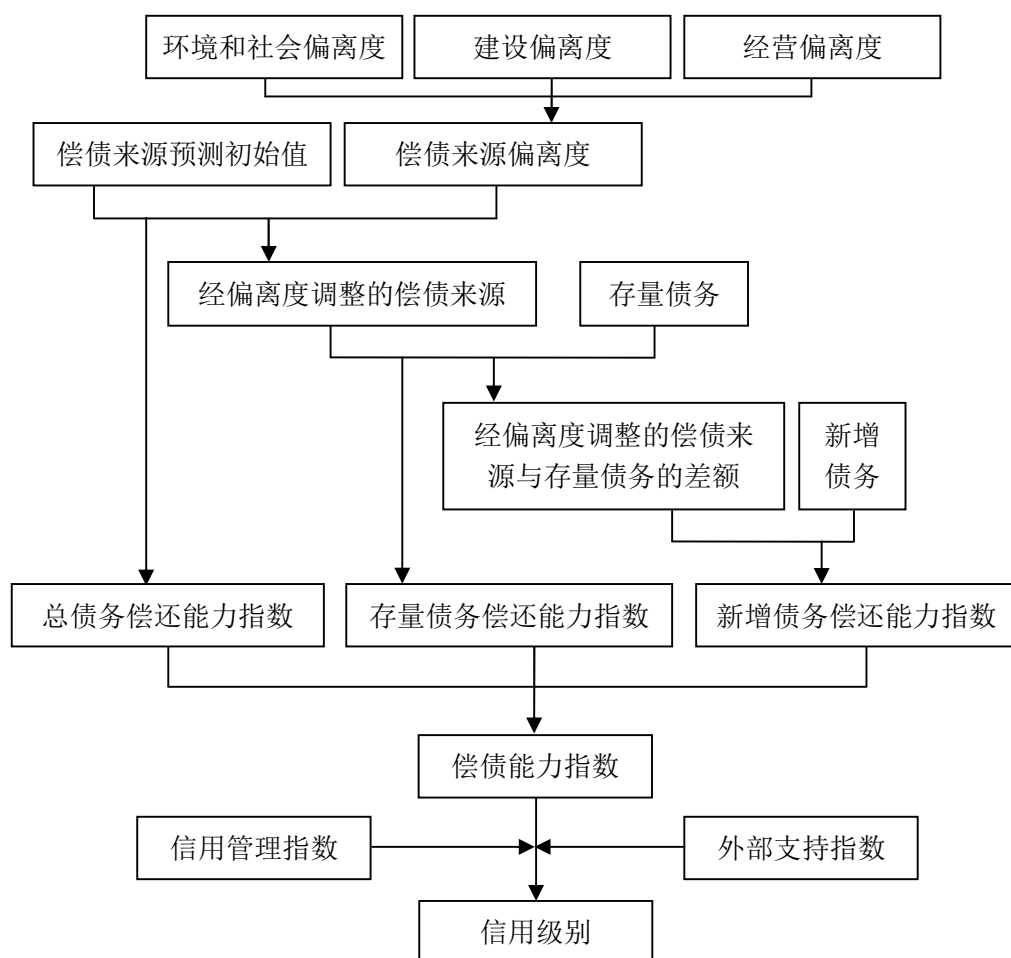 环境和社会偏离度
建设偏离度
经营偏离度
偿债来源预测初始值
偿债来源偏离度
经偏离度调整的偿债来源
存量债务
经偏离度调整的偿债来
源与存量债务的差额
新增
债务
总债务偿还能力指数
存量债务偿还能力指数
新增债务偿还能力指数
偿债能力指数
信用管理指数
外部支持指数
信用级别